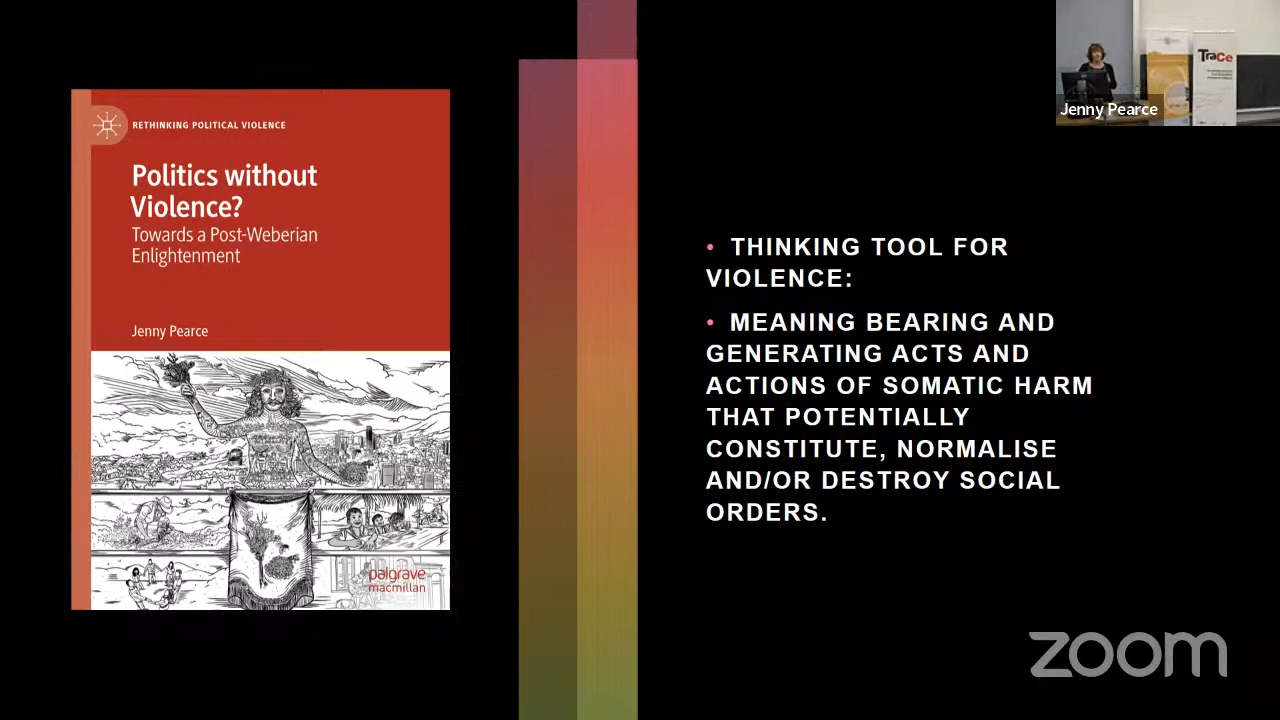 RETHINKING POLITICAL VIOLENCE
Politics without
Violence?
Towards a Post-Weberian
Enlightenment
Jenny Pearce
palgrave
macmillan
• THINKING TOOL FOR
VIOLENCE:
• MEANING BEARING AND
GENERATING ACTS AND
ACTIONS OF SOMATIC HARM
THAT POTENTIALLY
CONSTITUTE, NORMALISE
AND/OR DESTROY SOCIAL
ORDERS.
TraCe
Jenny Pearce
zoom